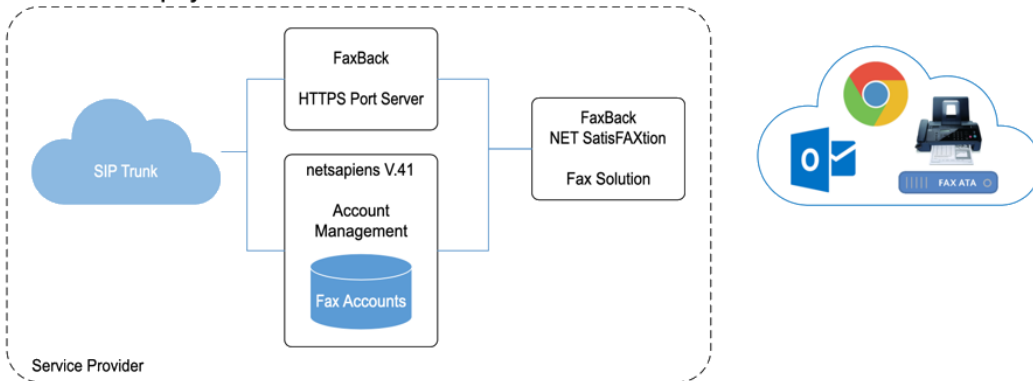 FaxBack
HTTPS Port Server
SIP Trunk
netsapiens V.41
Account
Management
Fax Accounts
FaxBack
NET SatisFAXtion
Fax Solution
Service Provider
O
FAX ATA